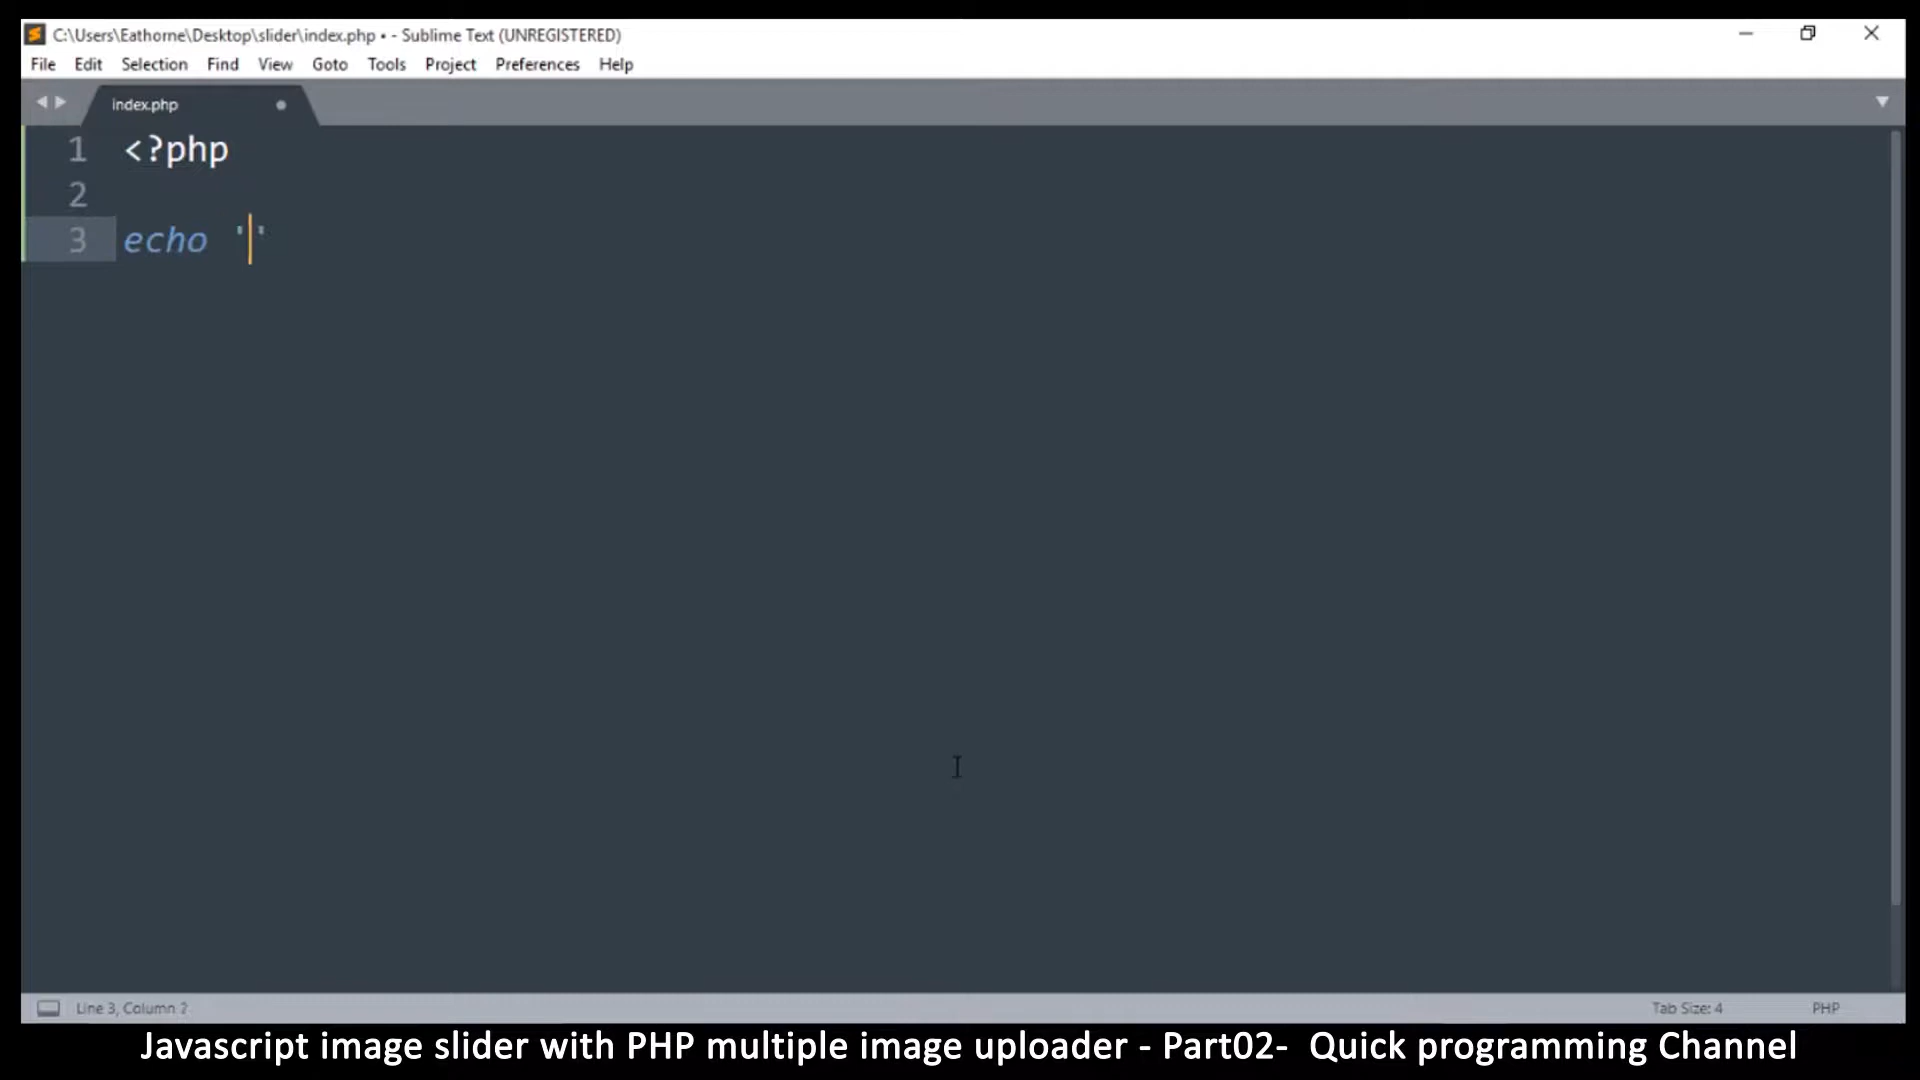 C:\Users\Eathorne\Desktop\slider\index.php • - Sublime Text (UNREGISTERED)
File Edit Selection Find View Goto Tools Project Preferences Help
index.php
1 <?php
2
3 echo ''
Line 3, Column 2 Tab Size: 4 PHP
Javascript image slider with PHP multiple image uploader - Part02- Quick programming Channel